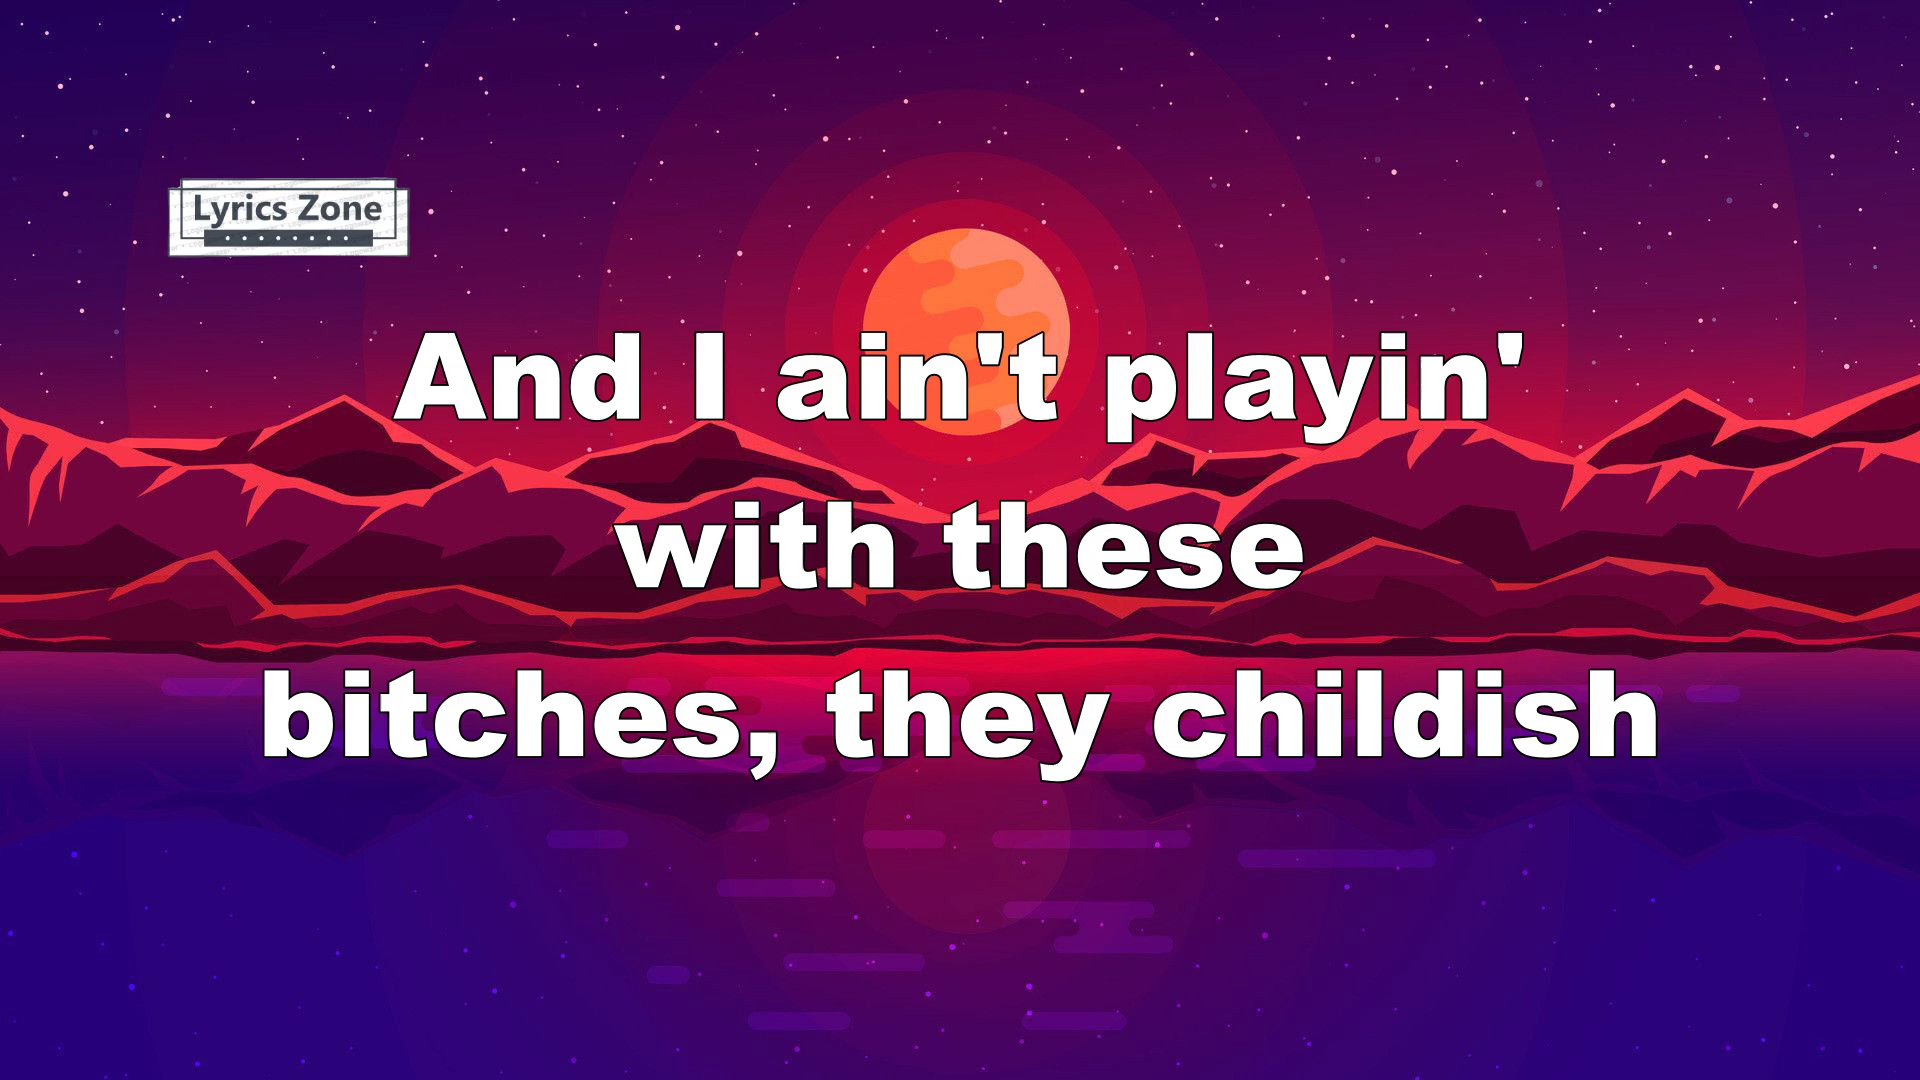 Lyrics Zone
And I ain't playin'
with these
bitches, they childish